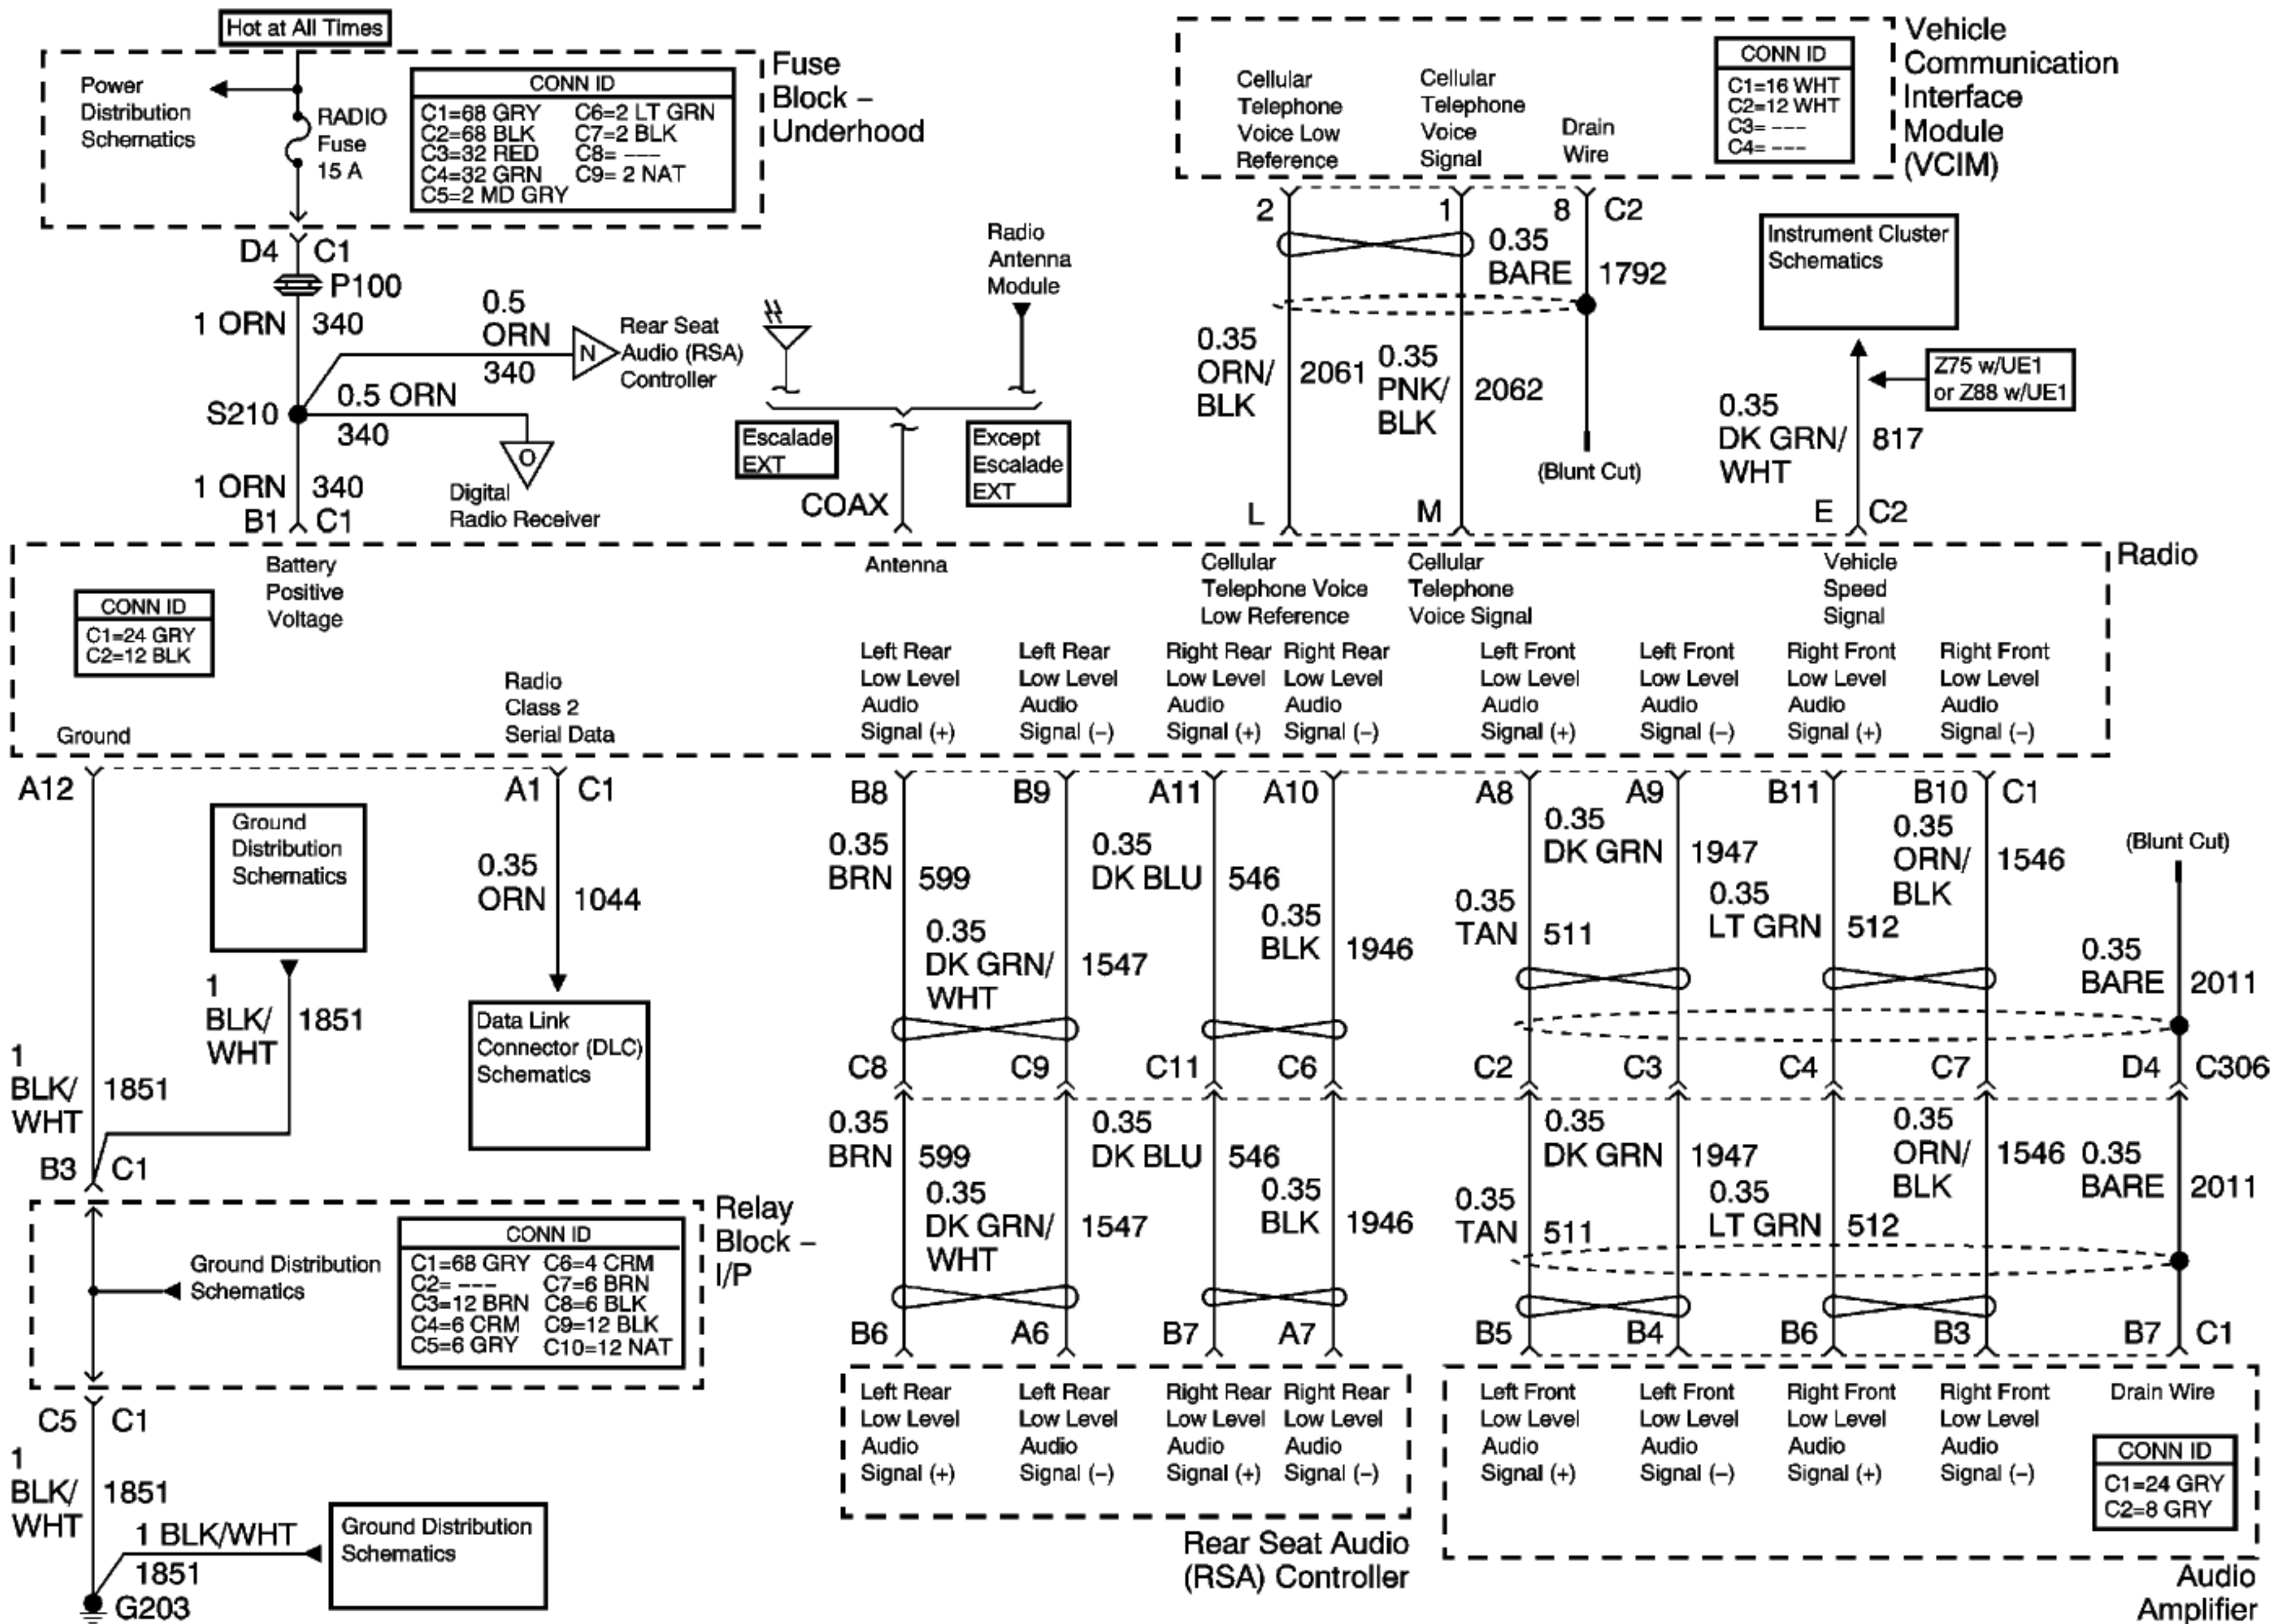 Hot at All Times
Power
Distribution
Schematics
RADIO
Fuse
15 A
CONN ID
C1=68 GRY C6=2 LT GRN
C2=68 BLK C7=2 BLK
C3=32 RED C8= ---
C4=32 GRN C9= 2 NAT
C5=2 MD GRY
Fuse
Block –
Underhood
D4 C1
P100
1 ORN 340
0.5
ORN
340
N
Rear Seat
Audio (RSA)
Controller
S210
0.5 ORN
340
O
Digital
Radio Receiver
1 ORN 340
B1 C1
Radio
Antenna
Module
Escalade
EXT
Except
Escalade
EXT
COAX
Cellular
Telephone
Voice Low
Reference
Cellular
Telephone
Voice
Signal
Drain
Wire
CONN ID
C1=16 WHT
C2=12 WHT
C3= ---
C4= ---
Vehicle
Communication
Interface
Module
(VCIM)
2 1 8 C2
0.35
BARE 1792
0.35
ORN/
BLK
2061
0.35
PNK/
BLK
2062
(Blunt Cut)
L M
Instrument Cluster
Schematics
Z75 w/UE1
or Z88 w/UE1
0.35
DK GRN/
WHT
817
E C2
Radio
CONN ID
C1=24 GRY
C2=12 BLK
Battery
Positive
Voltage
Antenna
Cellular
Telephone Voice
Low Reference
Cellular
Telephone
Voice Signal
Vehicle
Speed
Signal
Ground
Radio
Class 2
Serial Data
Left Rear
Low Level
Audio
Signal (+)
Left Rear
Low Level
Audio
Signal (–)
Right Rear
Low Level
Audio
Signal (+)
Right Rear
Low Level
Audio
Signal (–)
Left Front
Low Level
Audio
Signal (+)
Left Front
Low Level
Audio
Signal (–)
Right Front
Low Level
Audio
Signal (+)
Right Front
Low Level
Audio
Signal (–)
A12 A1 C1 B8 B9 A11 A10 A8 A9 B11 B10 C1
Ground
Distribution
Schematics
1
BLK/
WHT
1851
1
BLK/
WHT
1851
B3 C1
0.35
ORN 1044
Data Link
Connector (DLC)
Schematics
0.35
BRN 599
0.35
DK GRN/
WHT
1547
0.35
DK BLU 546
0.35
BLK 1946
0.35
TAN 511
0.35
DK GRN 1947
0.35
LT GRN 512
0.35
ORN/
BLK
1546
(Blunt Cut)
0.35
BARE 2011
C8 C9 C11 C6 C2 C3 C4 C7 D4 C306
0.35
BRN 599
0.35
DK GRN/
WHT
1547
0.35
DK BLU 546
0.35
BLK 1946
0.35
TAN 511
0.35
DK GRN 1947
0.35
LT GRN 512
0.35
ORN/
BLK
1546
0.35
BARE 2011
B6 A6 B7 A7 B5 B4 B6 B3 B7 C1
Ground Distribution
Schematics
CONN ID
C1=68 GRY C6=4 CRM
C2= --- C7=6 BRN
C3=12 BRN C8=6 BLK
C4=6 CRM C9=12 BLK
C5=6 GRY C10=12 NAT
Relay
Block –
I/P
C5 C1
1
BLK/
WHT
1851
1 BLK/WHT
1851
Ground Distribution
Schematics
G203
Left Rear
Low Level
Audio
Signal (+)
Left Rear
Low Level
Audio
Signal (–)
Right Rear
Low Level
Audio
Signal (+)
Right Rear
Low Level
Audio
Signal (–)
Rear Seat Audio
(RSA) Controller
Left Front
Low Level
Audio
Signal (+)
Left Front
Low Level
Audio
Signal (–)
Right Front
Low Level
Audio
Signal (+)
Right Front
Low Level
Audio
Signal (–)
Drain Wire
CONN ID
C1=24 GRY
C2=8 GRY
Audio
Amplifier